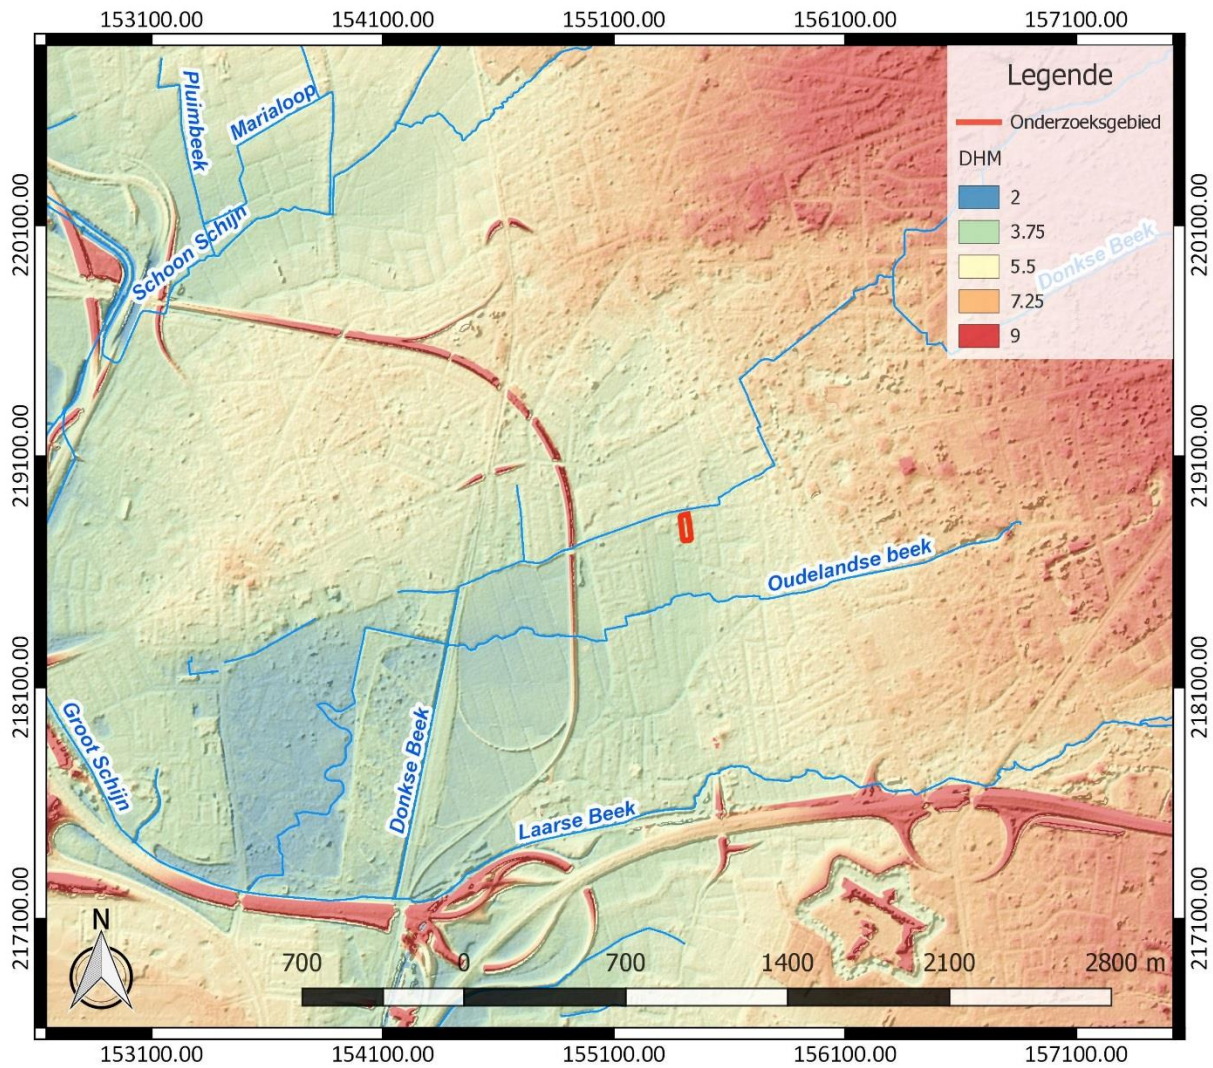 153100.00 154100.00 155100.00 156100.00 157100.00
Legende
Onderzoeksgebied
DHM
2
3.75
5.5
7.25
9
Pluimbeek
Marialoop
Schoon Schijn
Donkse Beek
220100.00 220100.00
219100.00 219100.00
Oudelandse beek
218100.00 218100.00
Groot Schijn
Donkse Beek
Laarse Beek
217100.00 217100.00
N
700 0 700 1400 2100 2800 m
153100.00 154100.00 155100.00 156100.00 157100.00